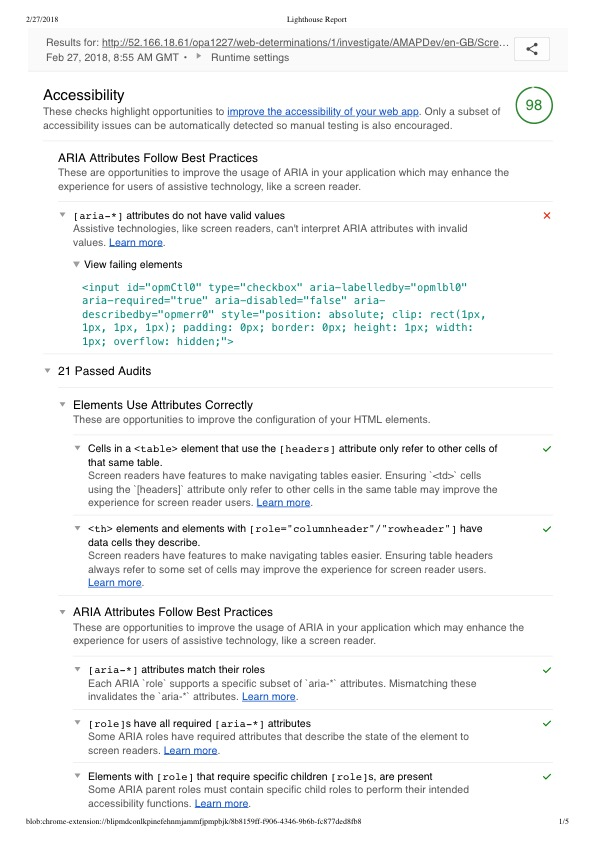 2/27/2018 Lighthouse Report
Results for: http://52.166.18.61/opa1227/web-determinations/1/investigate/AMAPDev/en-GB/Scre…
Feb 27, 2018, 8:55 AM GMT • Runtime settings
Accessibility
These checks highlight opportunities to improve the accessibility of your web app. Only a subset of
accessibility issues can be automatically detected so manual testing is also encouraged.
98
ARIA Attributes Follow Best Practices
These are opportunities to improve the usage of ARIA in your application which may enhance the
experience for users of assistive technology, like a screen reader.
[aria-*] attributes do not have valid values
Assistive technologies, like screen readers, can't interpret ARIA attributes with invalid
values. Learn more.
View failing elements
<input id="opmCtl0" type="checkbox" aria-labelledby="opmlbl0"
aria-required="true" aria-disabled="false" aria-
describedby="opmerr0" style="position: absolute; clip: rect(1px,
1px, 1px, 1px); padding: 0px; border: 0px; height: 1px; width:
1px; overflow: hidden;">
21 Passed Audits
Elements Use Attributes Correctly
These are opportunities to improve the configuration of your HTML elements.
Cells in a <table> element that use the [headers] attribute only refer to other cells of
that same table.
Screen readers have features to make navigating tables easier. Ensuring `<td>` cells
using the `[headers]` attribute only refer to other cells in the same table may improve the
experience for screen reader users. Learn more.
<th> elements and elements with [role="columnheader"/"rowheader"] have
data cells they describe.
Screen readers have features to make navigating tables easier. Ensuring table headers
always refer to some set of cells may improve the experience for screen reader users.
Learn more.
ARIA Attributes Follow Best Practices
These are opportunities to improve the usage of ARIA in your application which may enhance the
experience for users of assistive technology, like a screen reader.
[aria-*] attributes match their roles
Each ARIA `role` supports a specific subset of `aria-*` attributes. Mismatching these
invalidates the `aria-*` attributes. Learn more.
[role]s have all required [aria-*] attributes
Some ARIA roles have required attributes that describe the state of the element to
screen readers. Learn more.
Elements with [role] that require specific children [role]s, are present
Some ARIA parent roles must contain specific child roles to perform their intended
accessibility functions. Learn more.
blob:chrome-extension://blipmdconlkpinefehnmjammfjpmpbjk/8b8159ff-f906-4346-9b6b-fc877ded8fb8 1/5